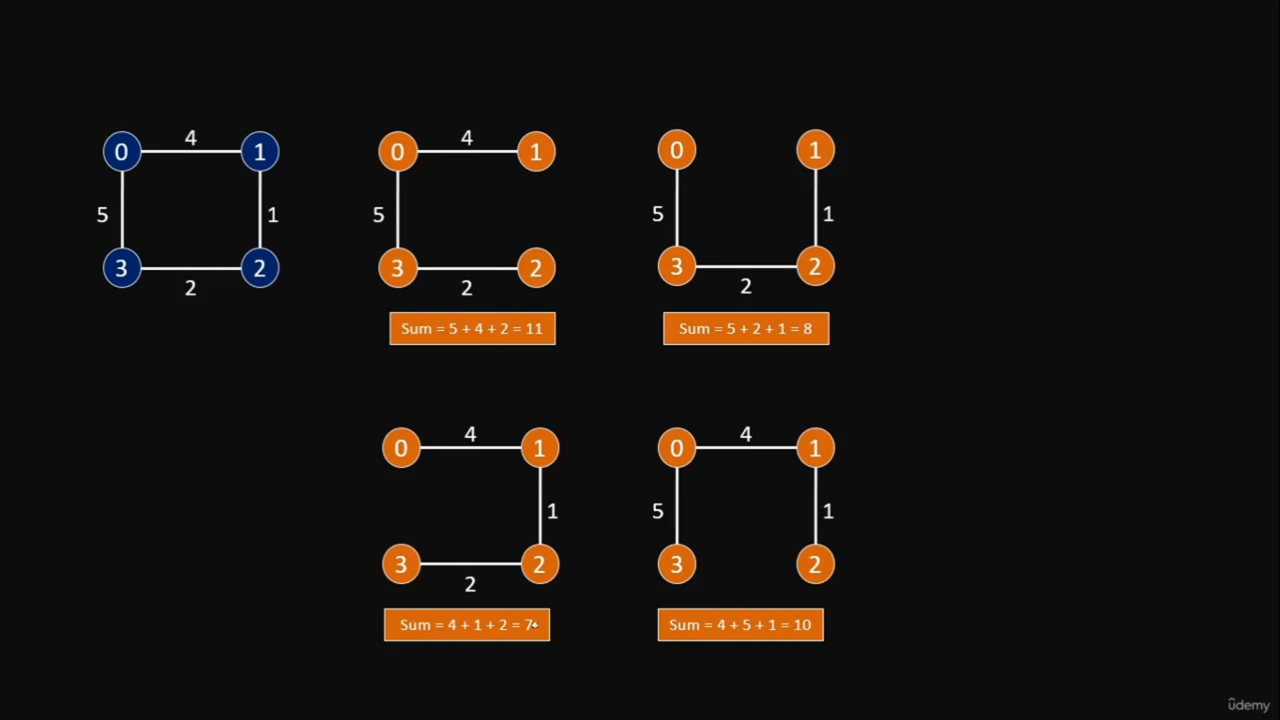 4 4
0 1 0 1 0 1
5 1 5 5 1
3 2 3 2 3 2
2 2 2
Sum = 5 + 4 + 2 = 11
Sum = 5 + 2 + 1 = 8
4 4
0 1 0 1
1 5 1
3 2 3 2
2
Sum = 4 + 1 + 2 = 7
Sum = 4 + 5 + 1 = 10
ûdemy